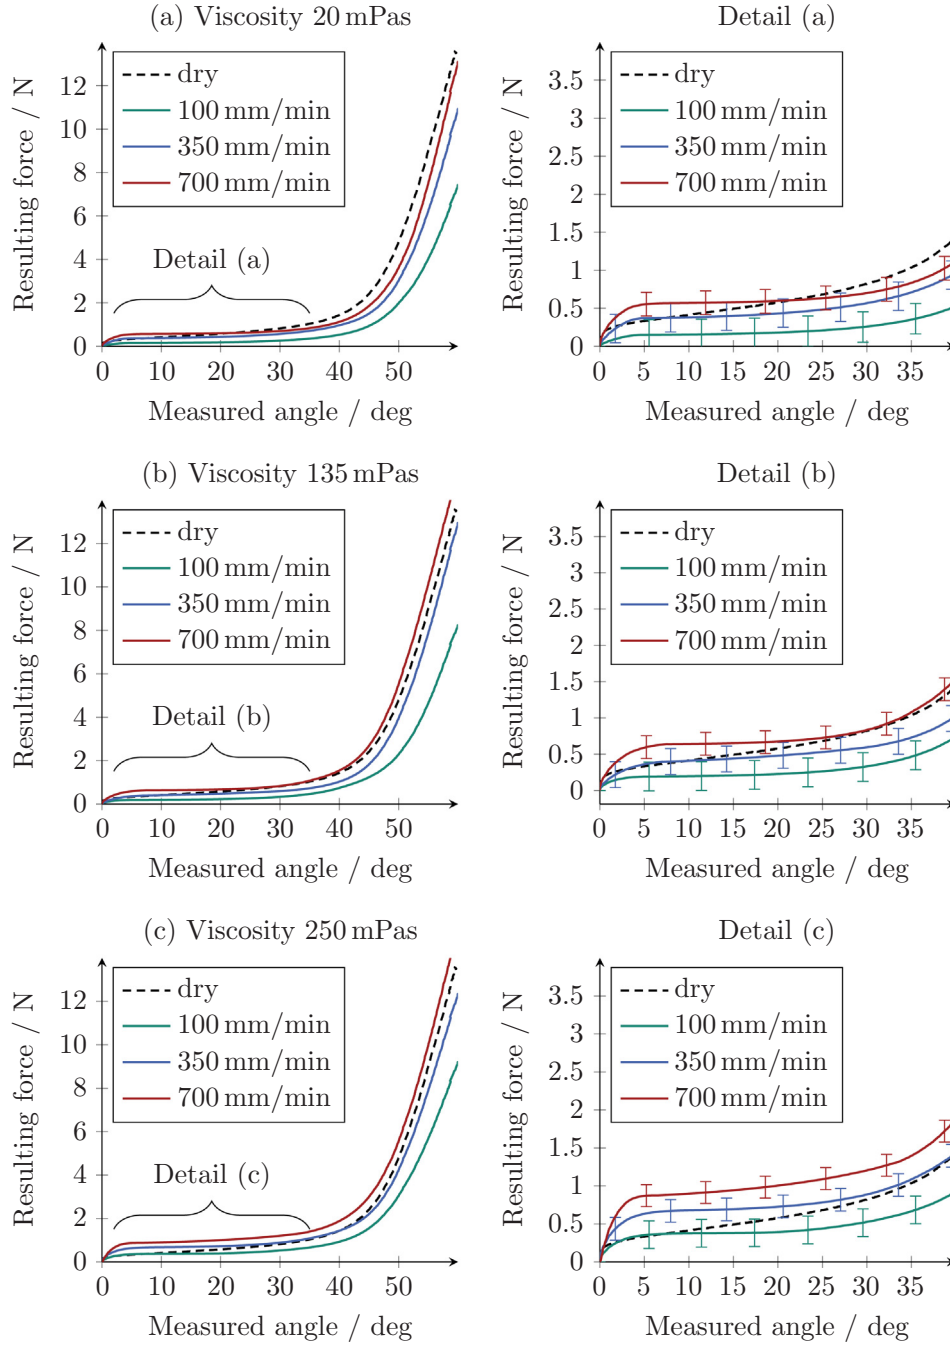 (a) Viscosity 20 mPas
Resulting force / N
12
10
8
6
4
2
0
dry
100 mm/min
350 mm/min
700 mm/min
Detail (a)
0 10 20 30 40 50
Measured angle / deg
Detail (a)
Resulting force / N
3.5
3
2.5
2
1.5
1
0.5
0
dry
100 mm/min
350 mm/min
700 mm/min
0 5 10 15 20 25 30 35
Measured angle / deg
(b) Viscosity 135 mPas
Resulting force / N
12
10
8
6
4
2
0
dry
100 mm/min
350 mm/min
700 mm/min
Detail (b)
0 10 20 30 40 50
Measured angle / deg
Detail (b)
Resulting force / N
3.5
3
2.5
2
1.5
1
0.5
0
dry
100 mm/min
350 mm/min
700 mm/min
0 5 10 15 20 25 30 35
Measured angle / deg
(c) Viscosity 250 mPas
Resulting force / N
12
10
8
6
4
2
0
dry
100 mm/min
350 mm/min
700 mm/min
Detail (c)
0 10 20 30 40 50
Measured angle / deg
Detail (c)
Resulting force / N
3.5
3
2.5
2
1.5
1
0.5
0
dry
100 mm/min
350 mm/min
700 mm/min
0 5 10 15 20 25 30 35
Measured angle / deg